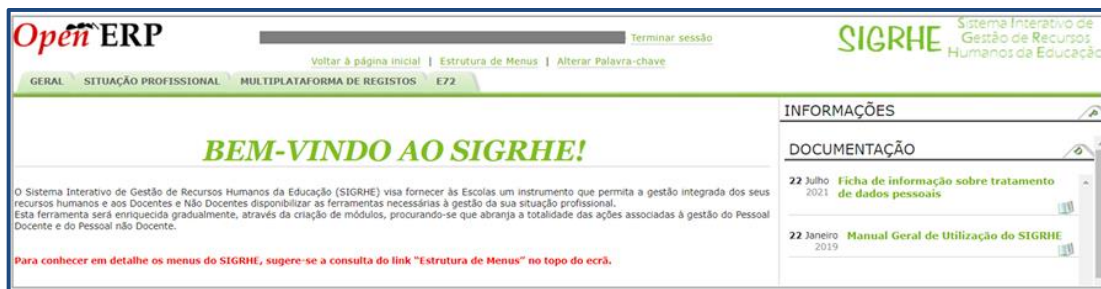 Open ERP
Terminar sessão
SIGRHE
Sistema Interativo de
Gestão de Recursos
Humanos da Educação
Voltar à página inicial | Estrutura de Menus | Alterar Palavra-chave
GERAL SITUAÇÃO PROFISSIONAL MULTIPLATAFORMA DE REGISTOS E72
BEM-VINDO AO SIGRHE!
O Sistema Interativo de Gestão de Recursos Humanos da Educação (SIGRHE) visa fornecer às Escolas um instrumento que permita a gestão integrada dos seus
recursos humanos e aos Docentes e Não Docentes disponibilizar as ferramentas necessárias à gestão da sua situação profissional.
Esta ferramenta será enriquecida gradualmente, através da criação de módulos, procurando-se que abranja a totalidade das ações associadas à gestão do Pessoal
Docente e do Pessoal não Docente.
Para conhecer em detalhe os menus do SIGRHE, sugere-se a consulta do link "Estrutura de Menus" no topo do ecrã.
INFORMAÇÕES
DOCUMENTAÇÃO
22 Julho Ficha de informação sobre tratamento
2021 de dados pessoais
22 Janeiro Manual Geral de Utilização do SIGRHE
2019